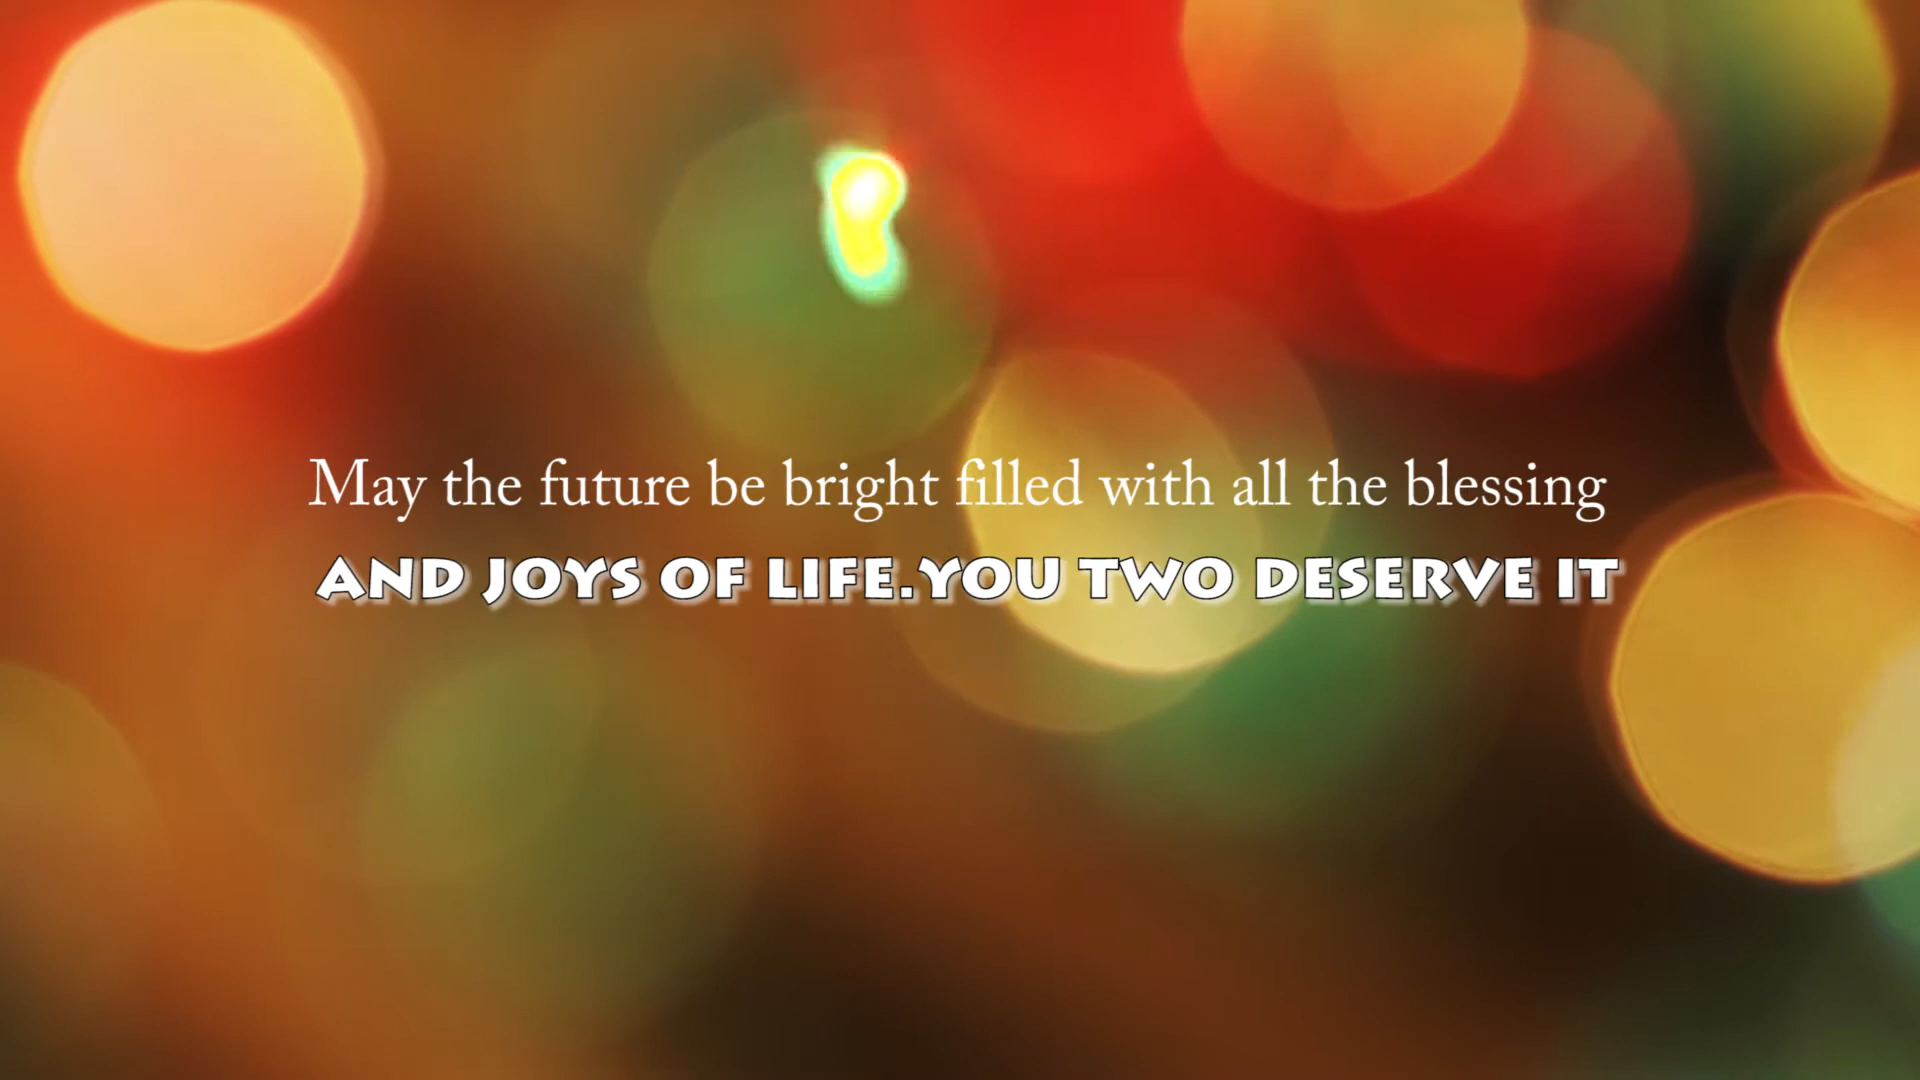 May the future be bright filled with all the blessing
AND JOYS OF LIFE.YOU TWO DESERVE IT